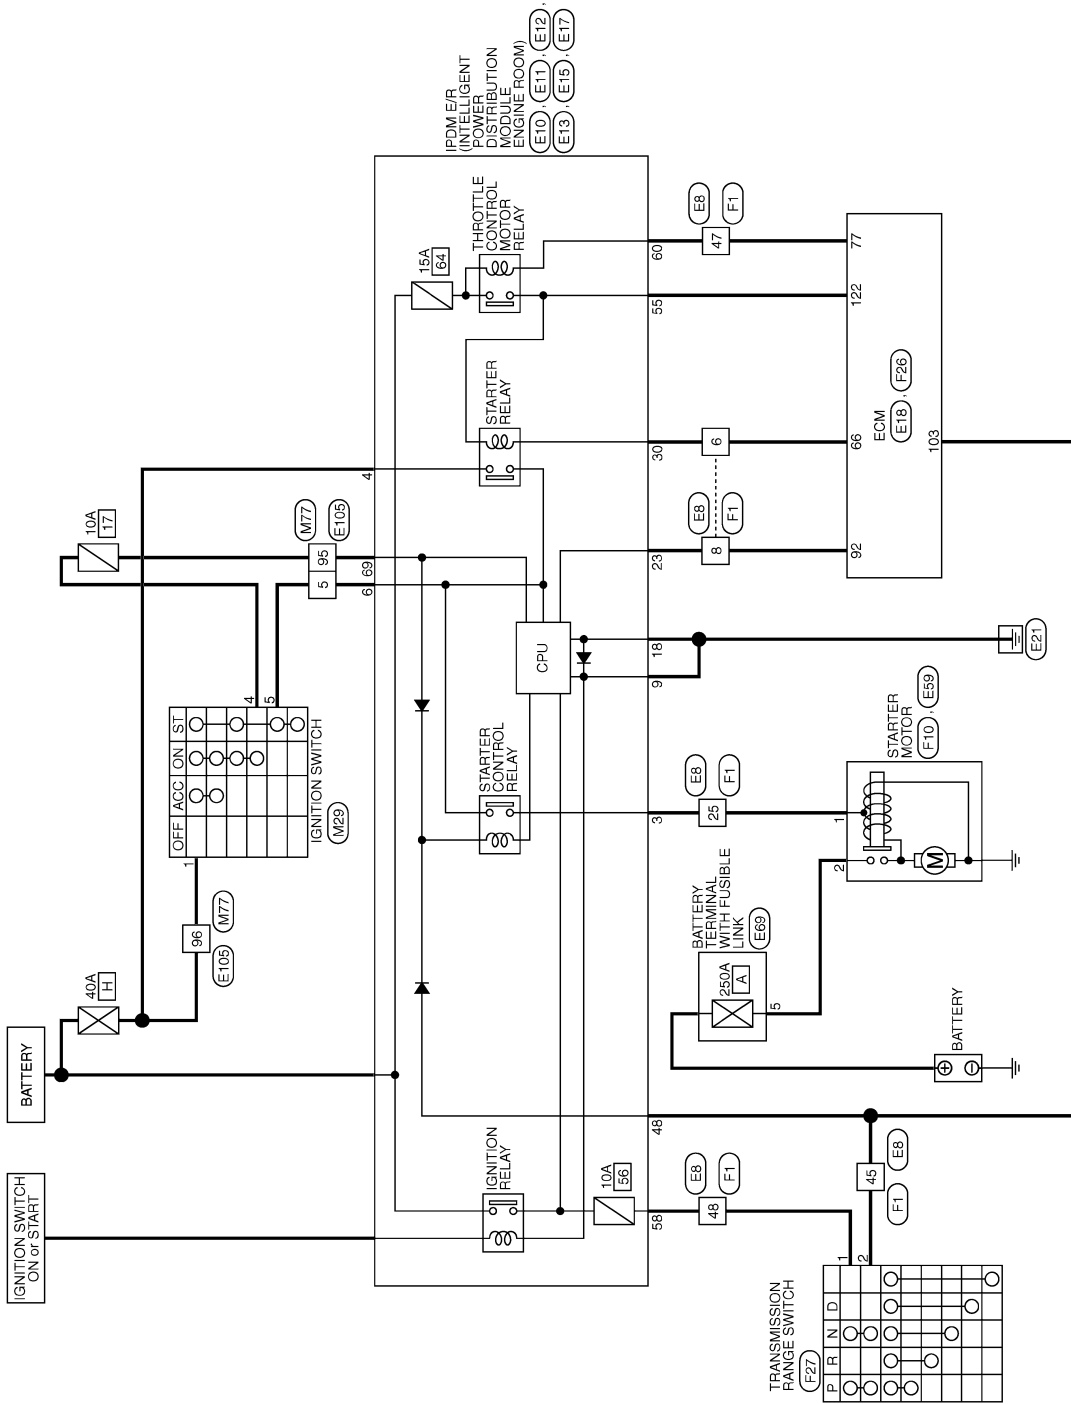 IGNITION SWITCH
ON or START
BATTERY
40A
H
E105
M77
96
1
OFF
ACC
ON
ST
4
5
IGNITION SWITCH
M29
10A
17
M77
E105
5
95
6
69
4
IPDM E/R
(INTELLIGENT
POWER
DISTRIBUTION
MODULE
ENGINE ROOM)
E10 , E11 , E12 ,
E13 , E15 , E17
IGNITION
RELAY
10A
56
STARTER
CONTROL
RELAY
CPU
STARTER
RELAY
15A
64
THROTTLE
CONTROL
MOTOR
RELAY
58
48
3
9
18
23
30
55
60
E8
F1
48
E8
F1
25
E8
F1
8
6
E8
F1
47
TRANSMISSION
RANGE SWITCH
F27
P
R
N
D
1
2
F1
E8
45
BATTERY
BATTERY
TERMINAL
WITH FUSIBLE
LINK
E69
250A
A
5
STARTER
MOTOR
F10 , E59
2
1
M
E21
ECM
E18 , F26
92
66
122
77
103